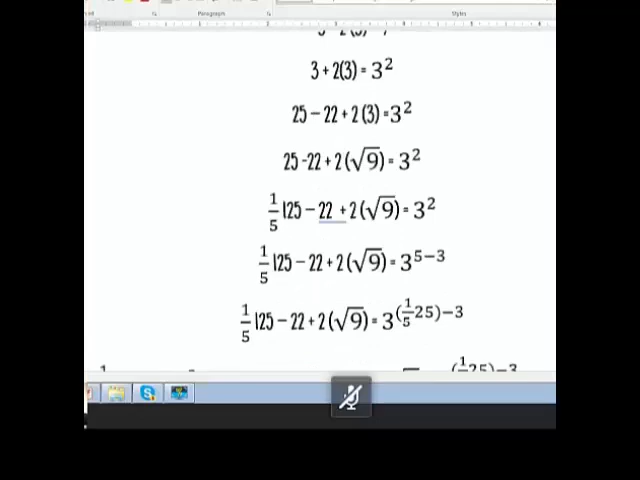 Paragraph
Styles
3 + 2(3) = 3²
25 – 22 + 2 (3) = 3²
25 -22 + 2 (√9) = 3²
1/5 125 – 22 + 2 (√9) = 3²
1/5 125 – 22 + 2 (√9) = 3^(5−3)
1/5 125 – 22 + 2 (√9) = 3^((1/5 25)−3)